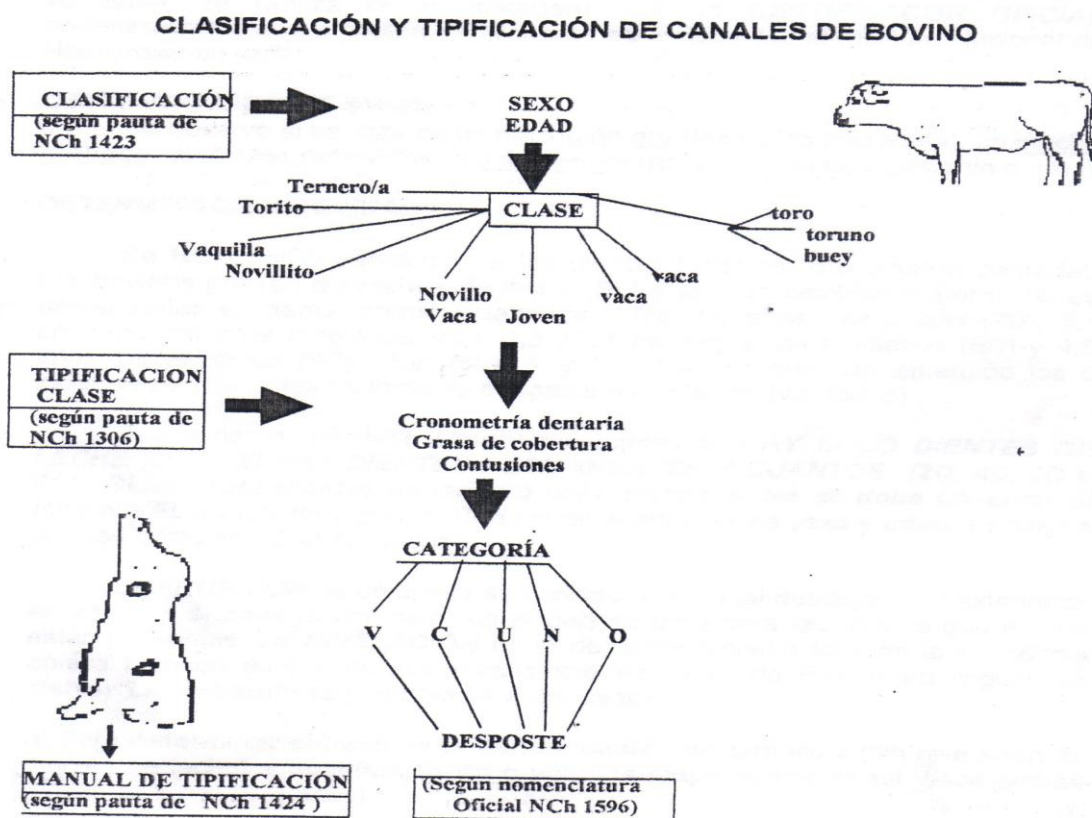 CLASIFICACIÓN Y TIPIFICACIÓN DE CANALES DE BOVINO
CLASIFICACIÓN
(según pauta de
NCh 1423
SEXO
EDAD
Ternero/a
Torito
CLASE
toro
toruno
buey
Vaquilla
Novillito
vaca
vaca
Novillo
Vaca Joven
TIPIFICACION
CLASE
(según pauta de
NCh 1306)
Cronometría dentaria
Grasa de cobertura
Contusiones
CATEGORÍA
V C U N O
DESPOSTE
MANUAL DE TIPIFICACIÓN
(según pauta de NCh 1424 )
(Según nomenclatura
Oficial NCh 1596)